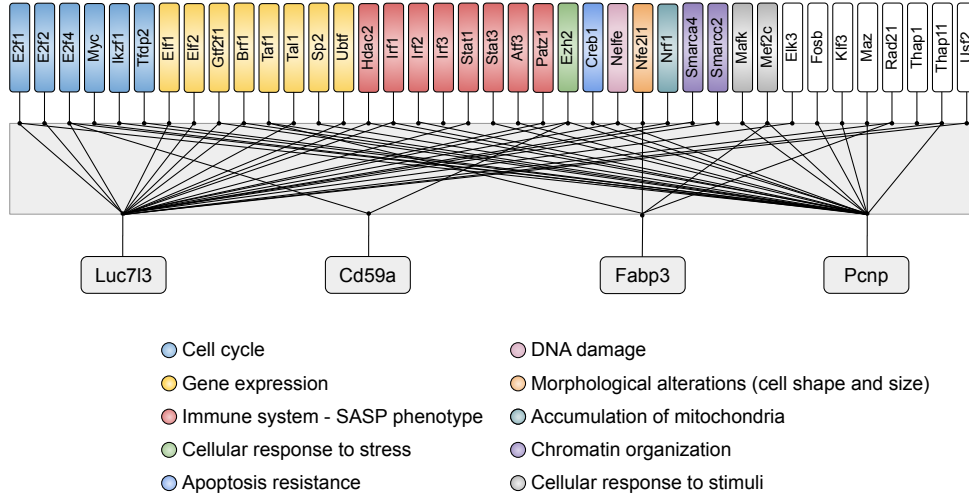 E2f1
E2f2
E2f4
Myc
Ikzf1
Tfdp2
Elf1
Elf2
Gtf2f1
Brf1
Taf1
Tal1
Sp2
Ubtf
Hdac2
Irf1
Irf2
Irf3
Stat1
Stat3
Atf3
Patz1
Ezh2
Creb1
Nelfe
Nfe2l1
Nrf1
Smarca4
Smarcc2
Mafk
Mef2c
Elk3
Fosb
Klf3
Maz
Rad21
Thap1
Thap11
Usf2
Luc7l3
Cd59a
Fabp3
Pcnp
Cell cycle
Gene expression
Immune system - SASP phenotype
Cellular response to stress
Apoptosis resistance
DNA damage
Morphological alterations (cell shape and size)
Accumulation of mitochondria
Chromatin organization
Cellular response to stimuli